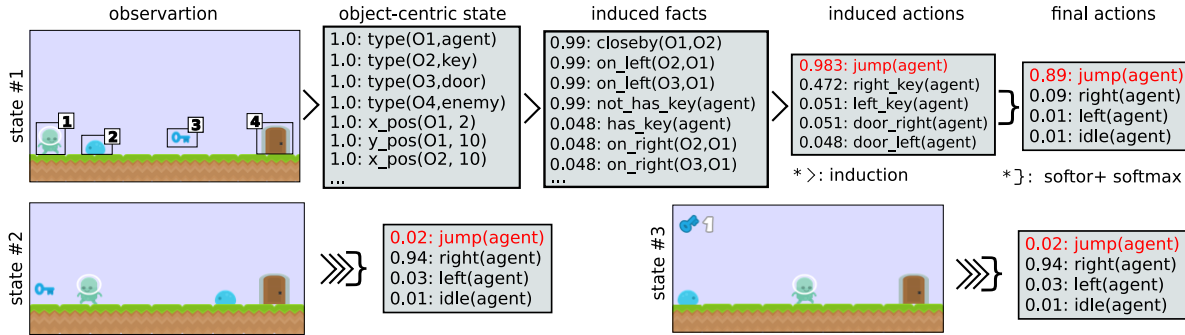 observartion
object-centric state
induced facts
induced actions
final actions
state #1
1
2
3
4
1.0: type(O1,agent)
1.0: type(O2,key)
1.0: type(O3,door)
1.0: type(O4,enemy)
1.0: x_pos(O1, 2)
1.0: y_pos(O1, 10)
1.0: x_pos(O2, 10)
...
0.99: closeby(O1,O2)
0.99: on_left(O2,O1)
0.99: on_left(O3,O1)
0.99: not_has_key(agent)
0.048: has_key(agent)
0.048: on_right(O2,O1)
0.048: on_right(O3,O1)
...
0.983: jump(agent)
0.472: right_key(agent)
0.051: left_key(agent)
0.051: door_right(agent)
0.048: door_left(agent)
* >: induction
0.89: jump(agent)
0.09: right(agent)
0.01: left(agent)
0.01: idle(agent)
*}: softor+ softmax
state #2
0.02: jump(agent)
0.94: right(agent)
0.03: left(agent)
0.01: idle(agent)
state #3
1
0.02: jump(agent)
0.94: right(agent)
0.03: left(agent)
0.01: idle(agent)